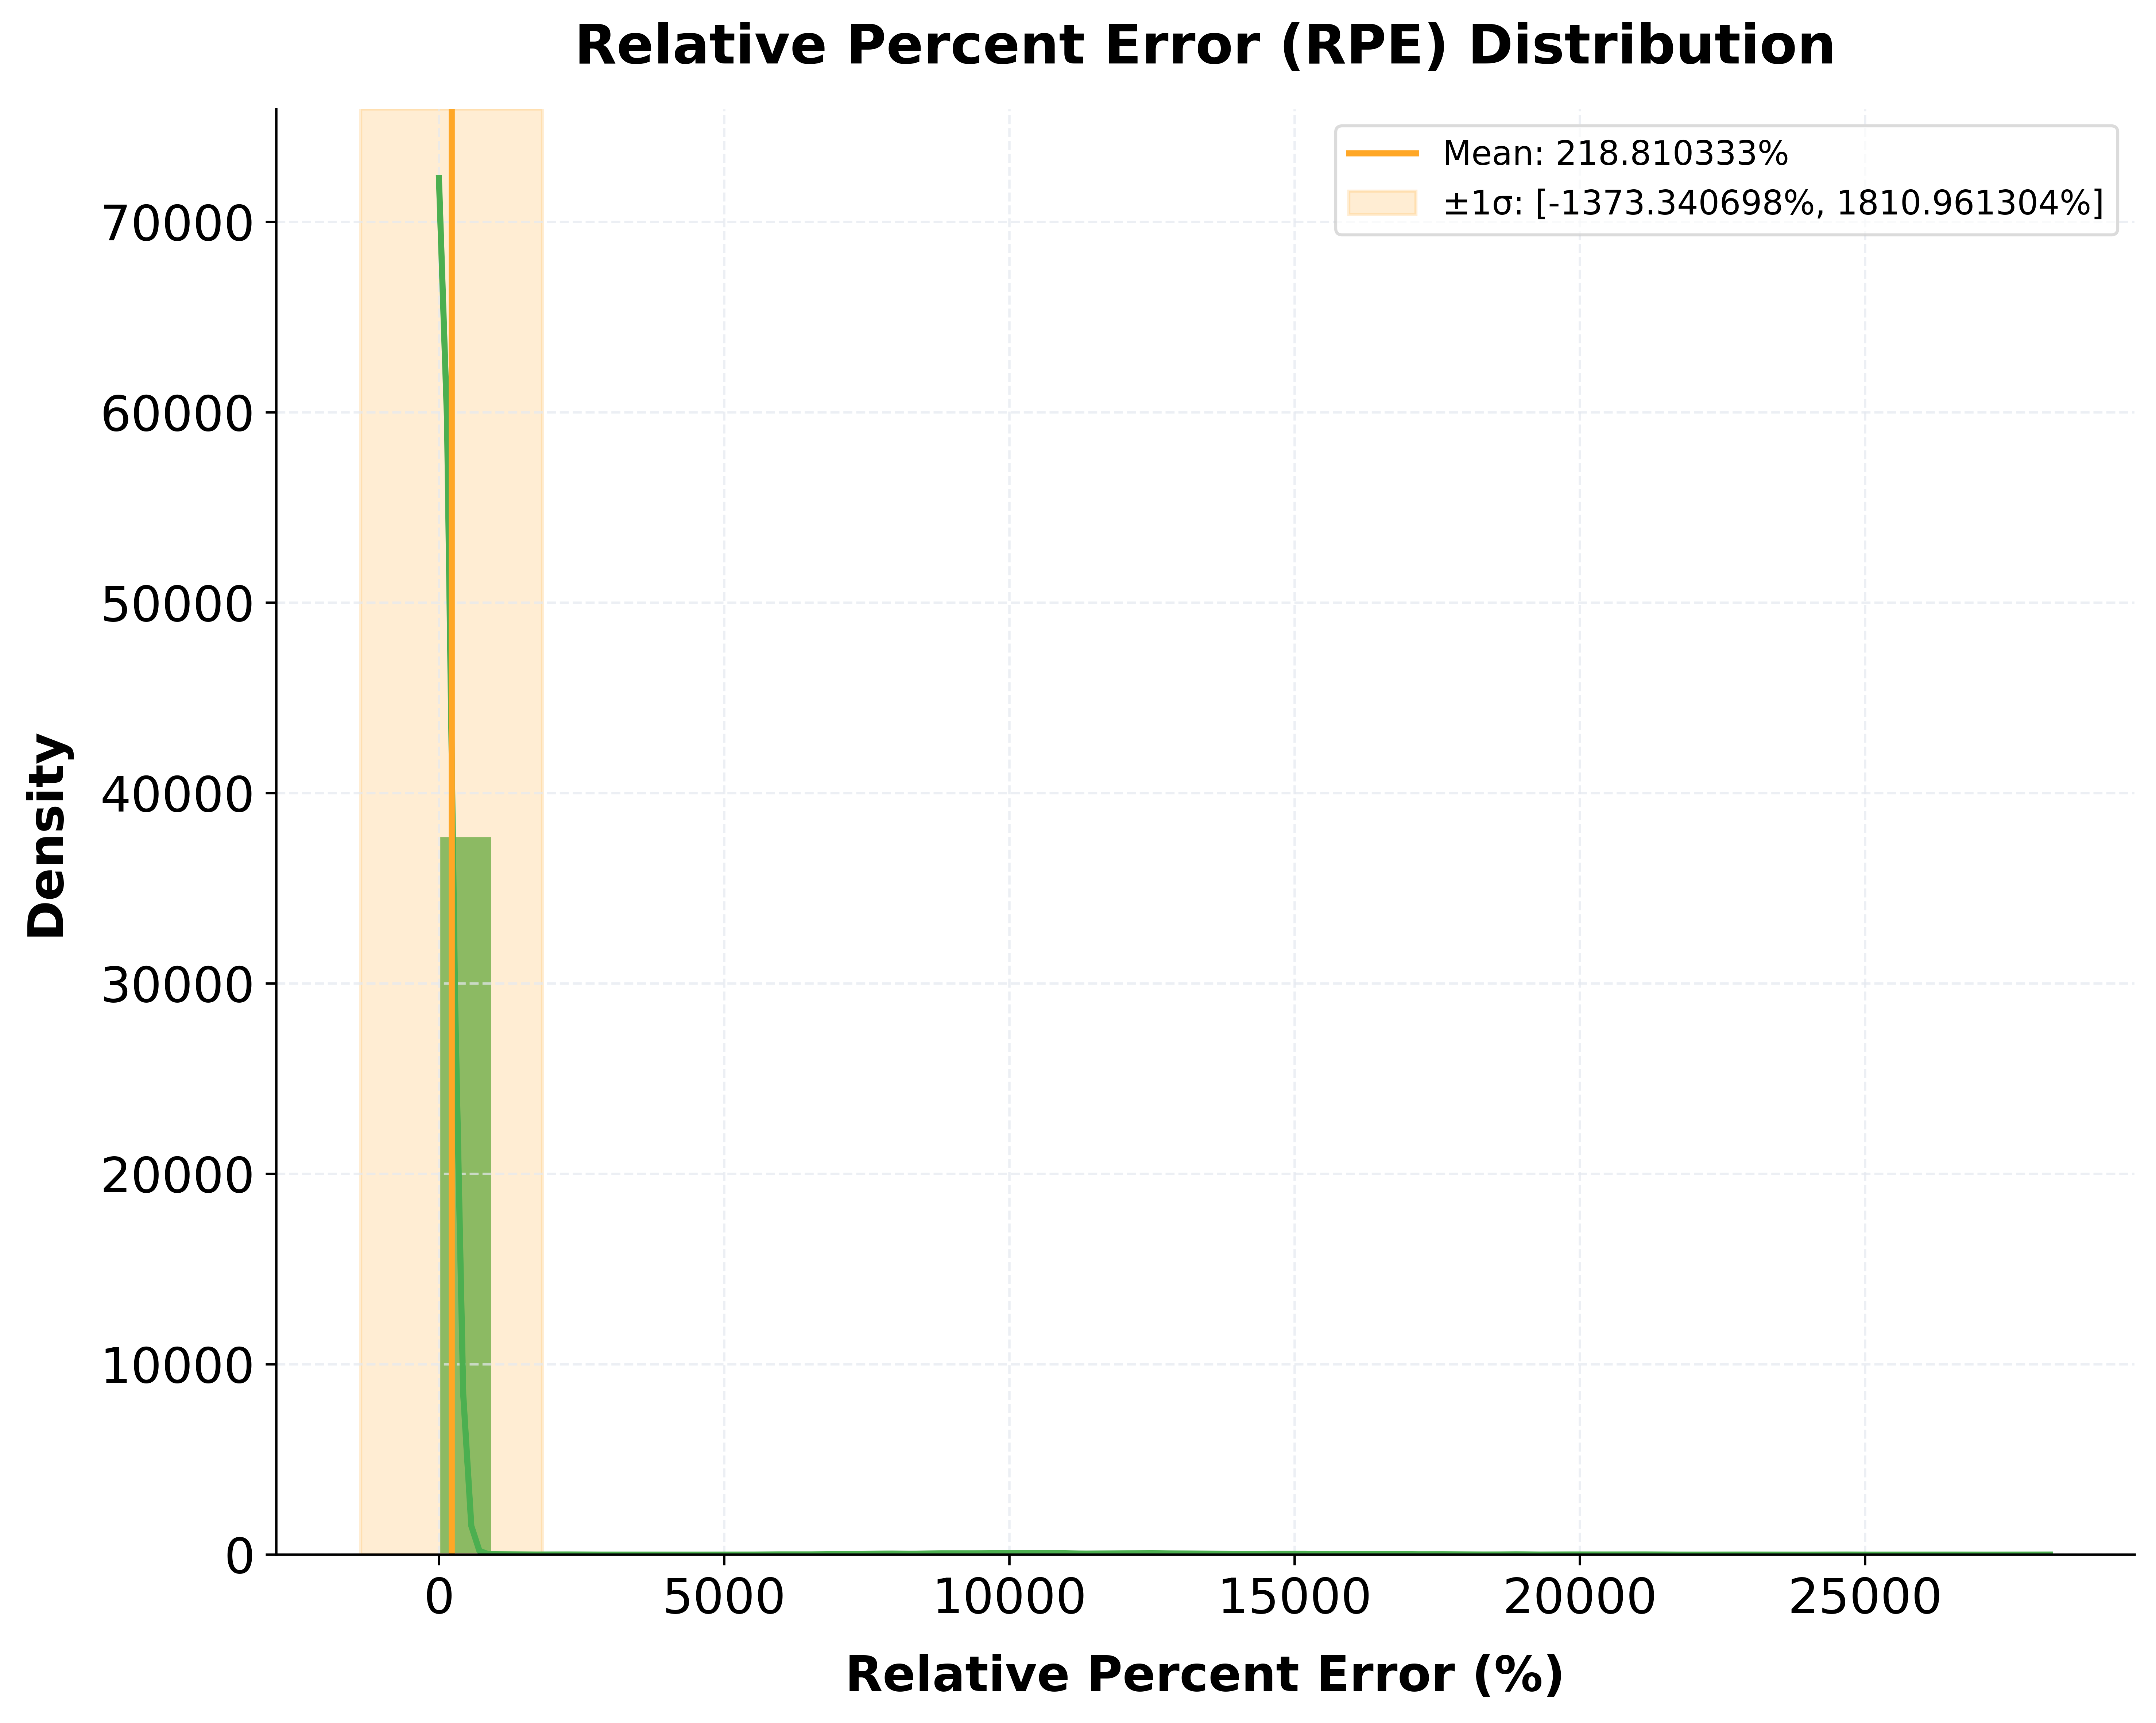 Relative Percent Error (RPE) Distribution
Mean: 218.810333%
±1σ: [-1373.340698%, 1810.961304%]
70000
60000
50000
40000
30000
20000
10000
0
Density
0 5000 10000 15000 20000 25000
Relative Percent Error (%)